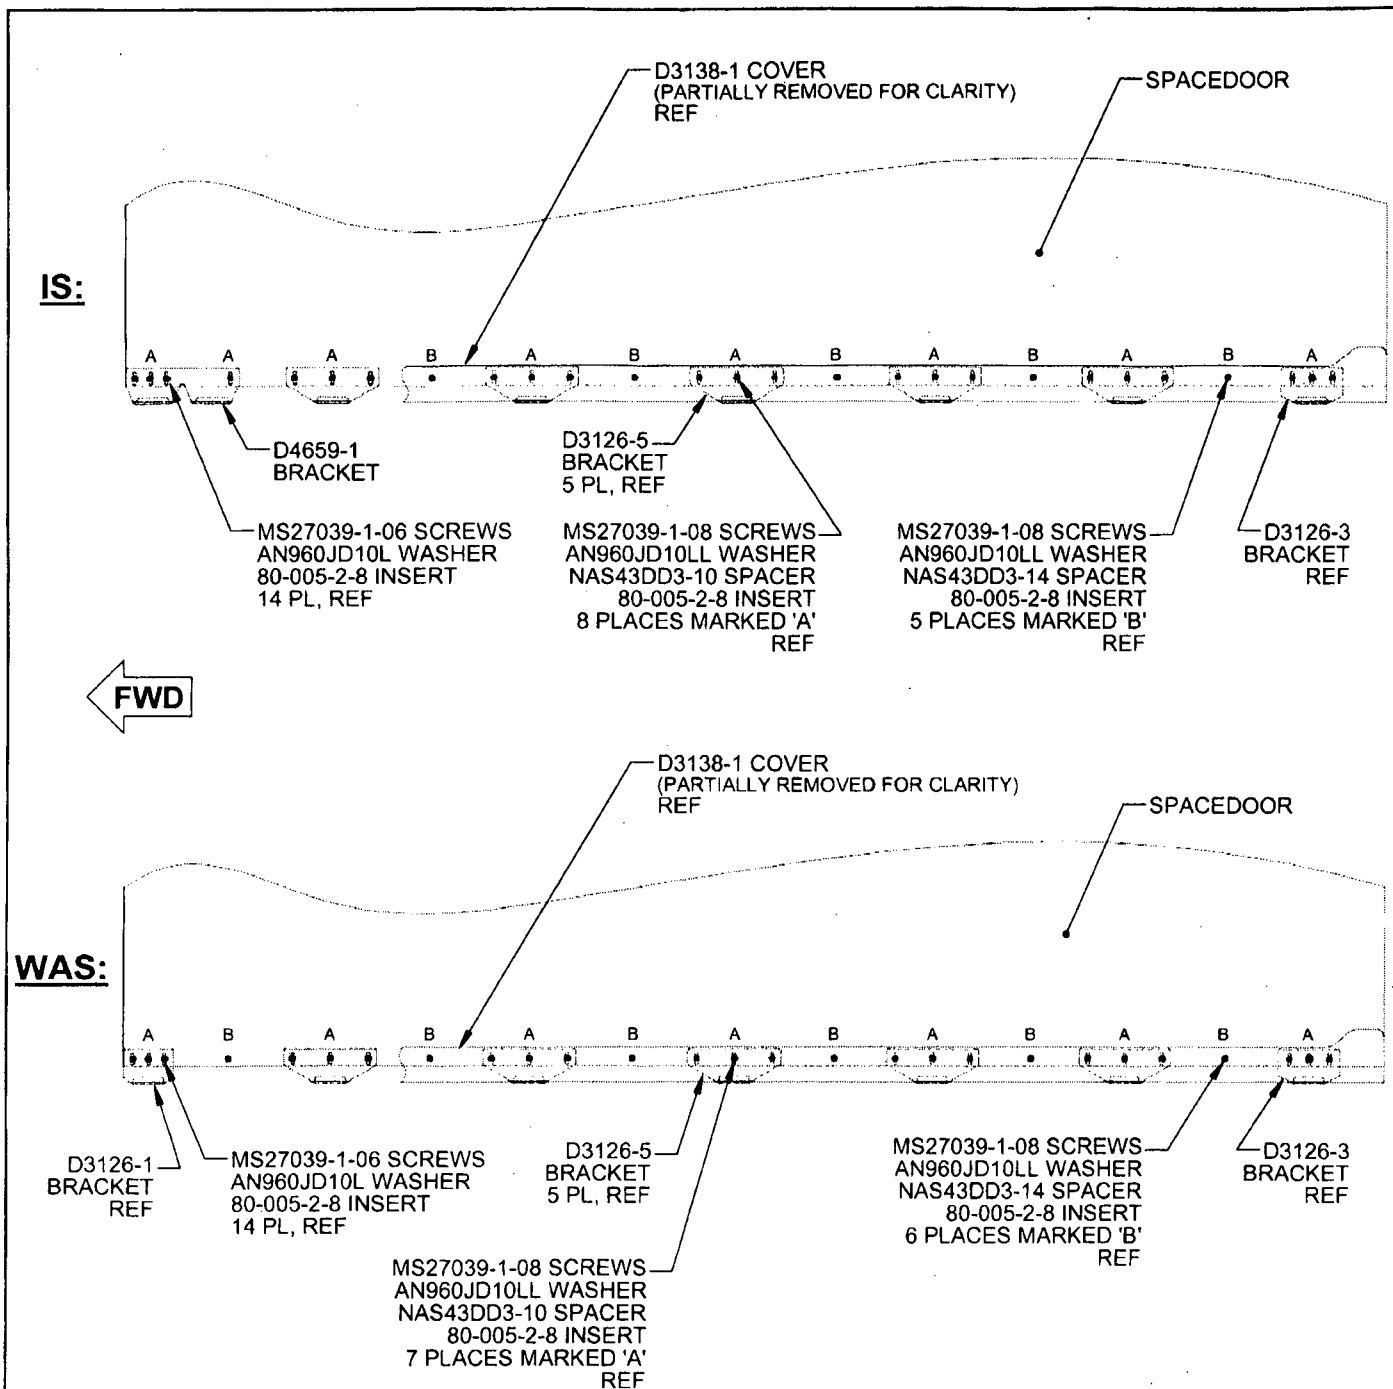 D3138-1 COVER
(PARTIALLY REMOVED FOR CLARITY)
REF
SPACEDOOR
IS:
A A A B A B A B A B A B A
D4659-1
BRACKET
D3126-5
BRACKET
5 PL, REF
MS27039-1-06 SCREWS
AN960JD10L WASHER
80-005-2-8 INSERT
14 PL, REF
MS27039-1-08 SCREWS
AN960JD10LL WASHER
NAS43DD3-10 SPACER
80-005-2-8 INSERT
8 PLACES MARKED 'A'
REF
MS27039-1-08 SCREWS
AN960JD10LL WASHER
NAS43DD3-14 SPACER
80-005-2-8 INSERT
5 PLACES MARKED 'B'
REF
D3126-3
BRACKET
REF
FWD
D3138-1 COVER
(PARTIALLY REMOVED FOR CLARITY)
REF
SPACEDOOR
WAS:
A B A B A B A B A B A B A
D3126-1
BRACKET
REF
MS27039-1-06 SCREWS
AN960JD10L WASHER
80-005-2-8 INSERT
14 PL, REF
D3126-5
BRACKET
5 PL, REF
MS27039-1-08 SCREWS
AN960JD10LL WASHER
NAS43DD3-10 SPACER
80-005-2-8 INSERT
7 PLACES MARKED 'A'
REF
MS27039-1-08 SCREWS
AN960JD10LL WASHER
NAS43DD3-14 SPACER
80-005-2-8 INSERT
6 PLACES MARKED 'B'
REF
D3126-3
BRACKET
REF